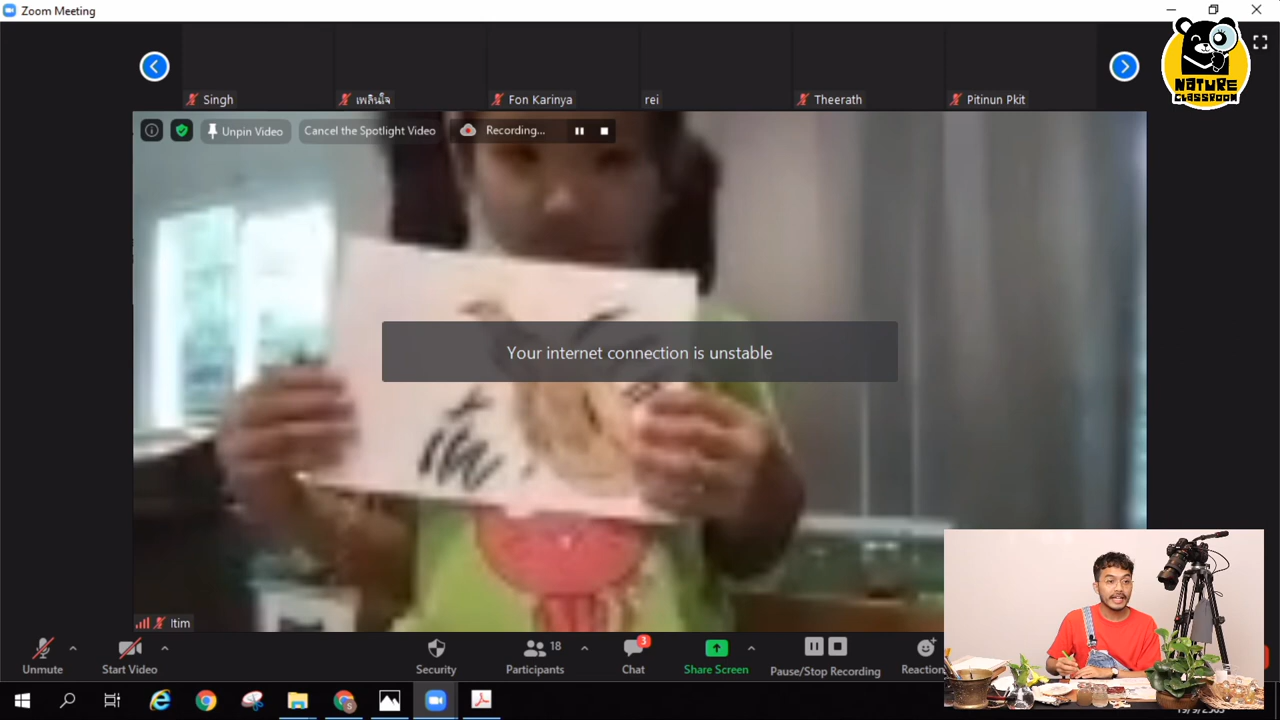 Zoom Meeting
NATURE
CLASSROOM
Singh
เพลินใจ
Fon Karinya
rei
Theerath
Pitinun Pkit
Unpin Video
Cancel the Spotlight Video
Recording...
Your internet connection is unstable
Itim
Unmute
Start Video
Security
18
Participants
3
Chat
Share Screen
Pause/Stop Recording
Reaction